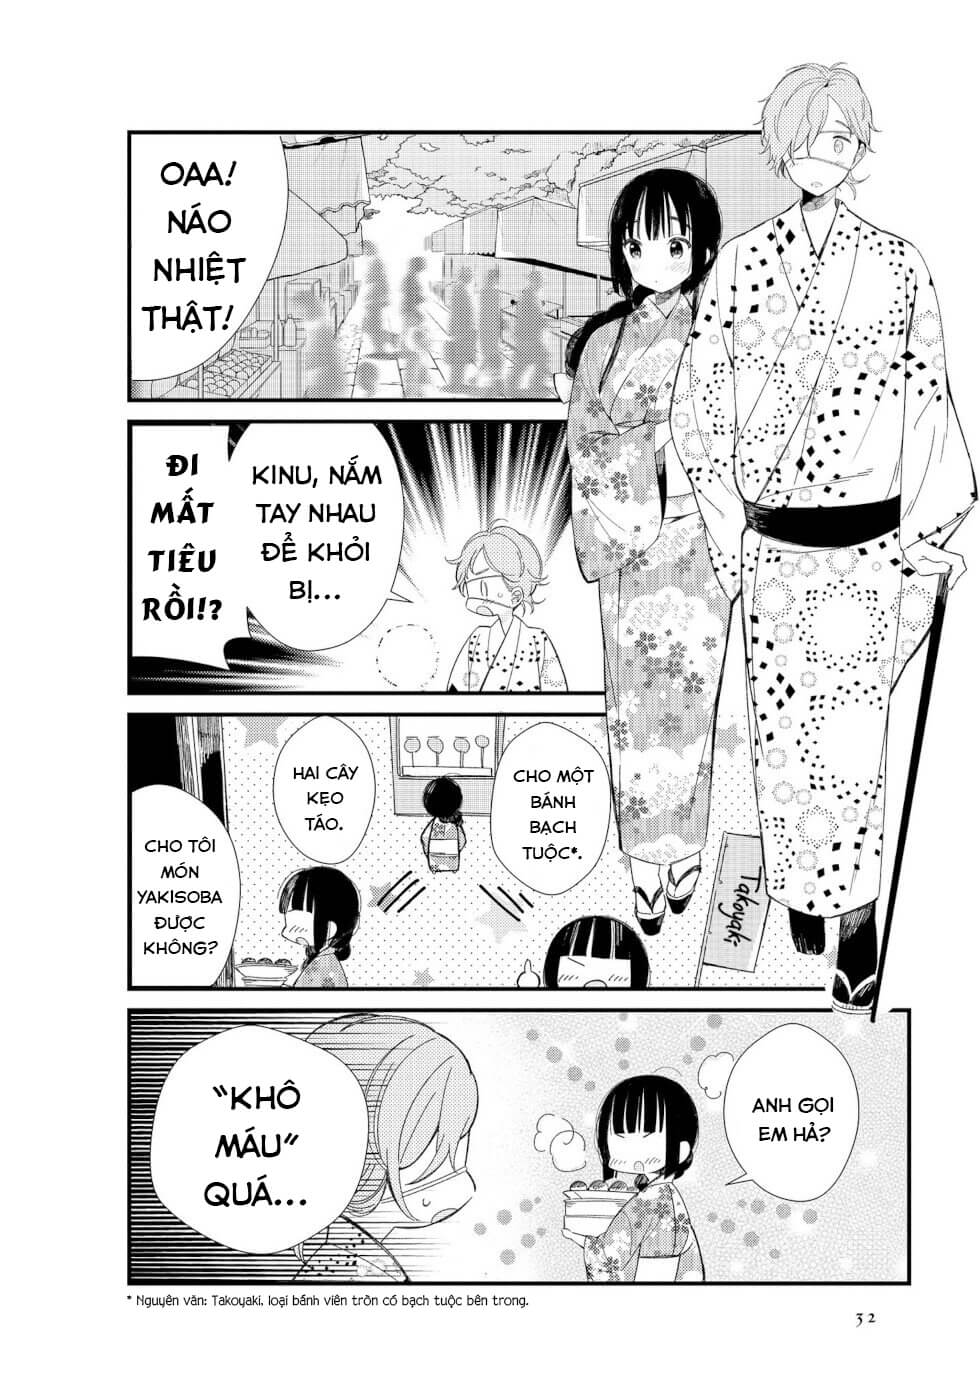 OAA!
NÁO
NHIỆT
THẬT!
KINU, NẮM
TAY NHAU
ĐỂ KHỎI
BỊ...
ĐI
MẤT
TIÊU
RỒI!?
CHO MỘT
BÁNH
BẠCH
TUỘC*.
HAI CÂY
KẸO
TÁO.
CHO TÔI
MÓN
YAKISOBA
ĐƯỢC
KHÔNG?
Takoyaki
ANH GỌI
EM HẢ?
"KHÔ
MÁU"
QUÁ...
* Nguyên văn: Takoyaki, loại bánh viên tròn có bạch tuộc bên trong.
32